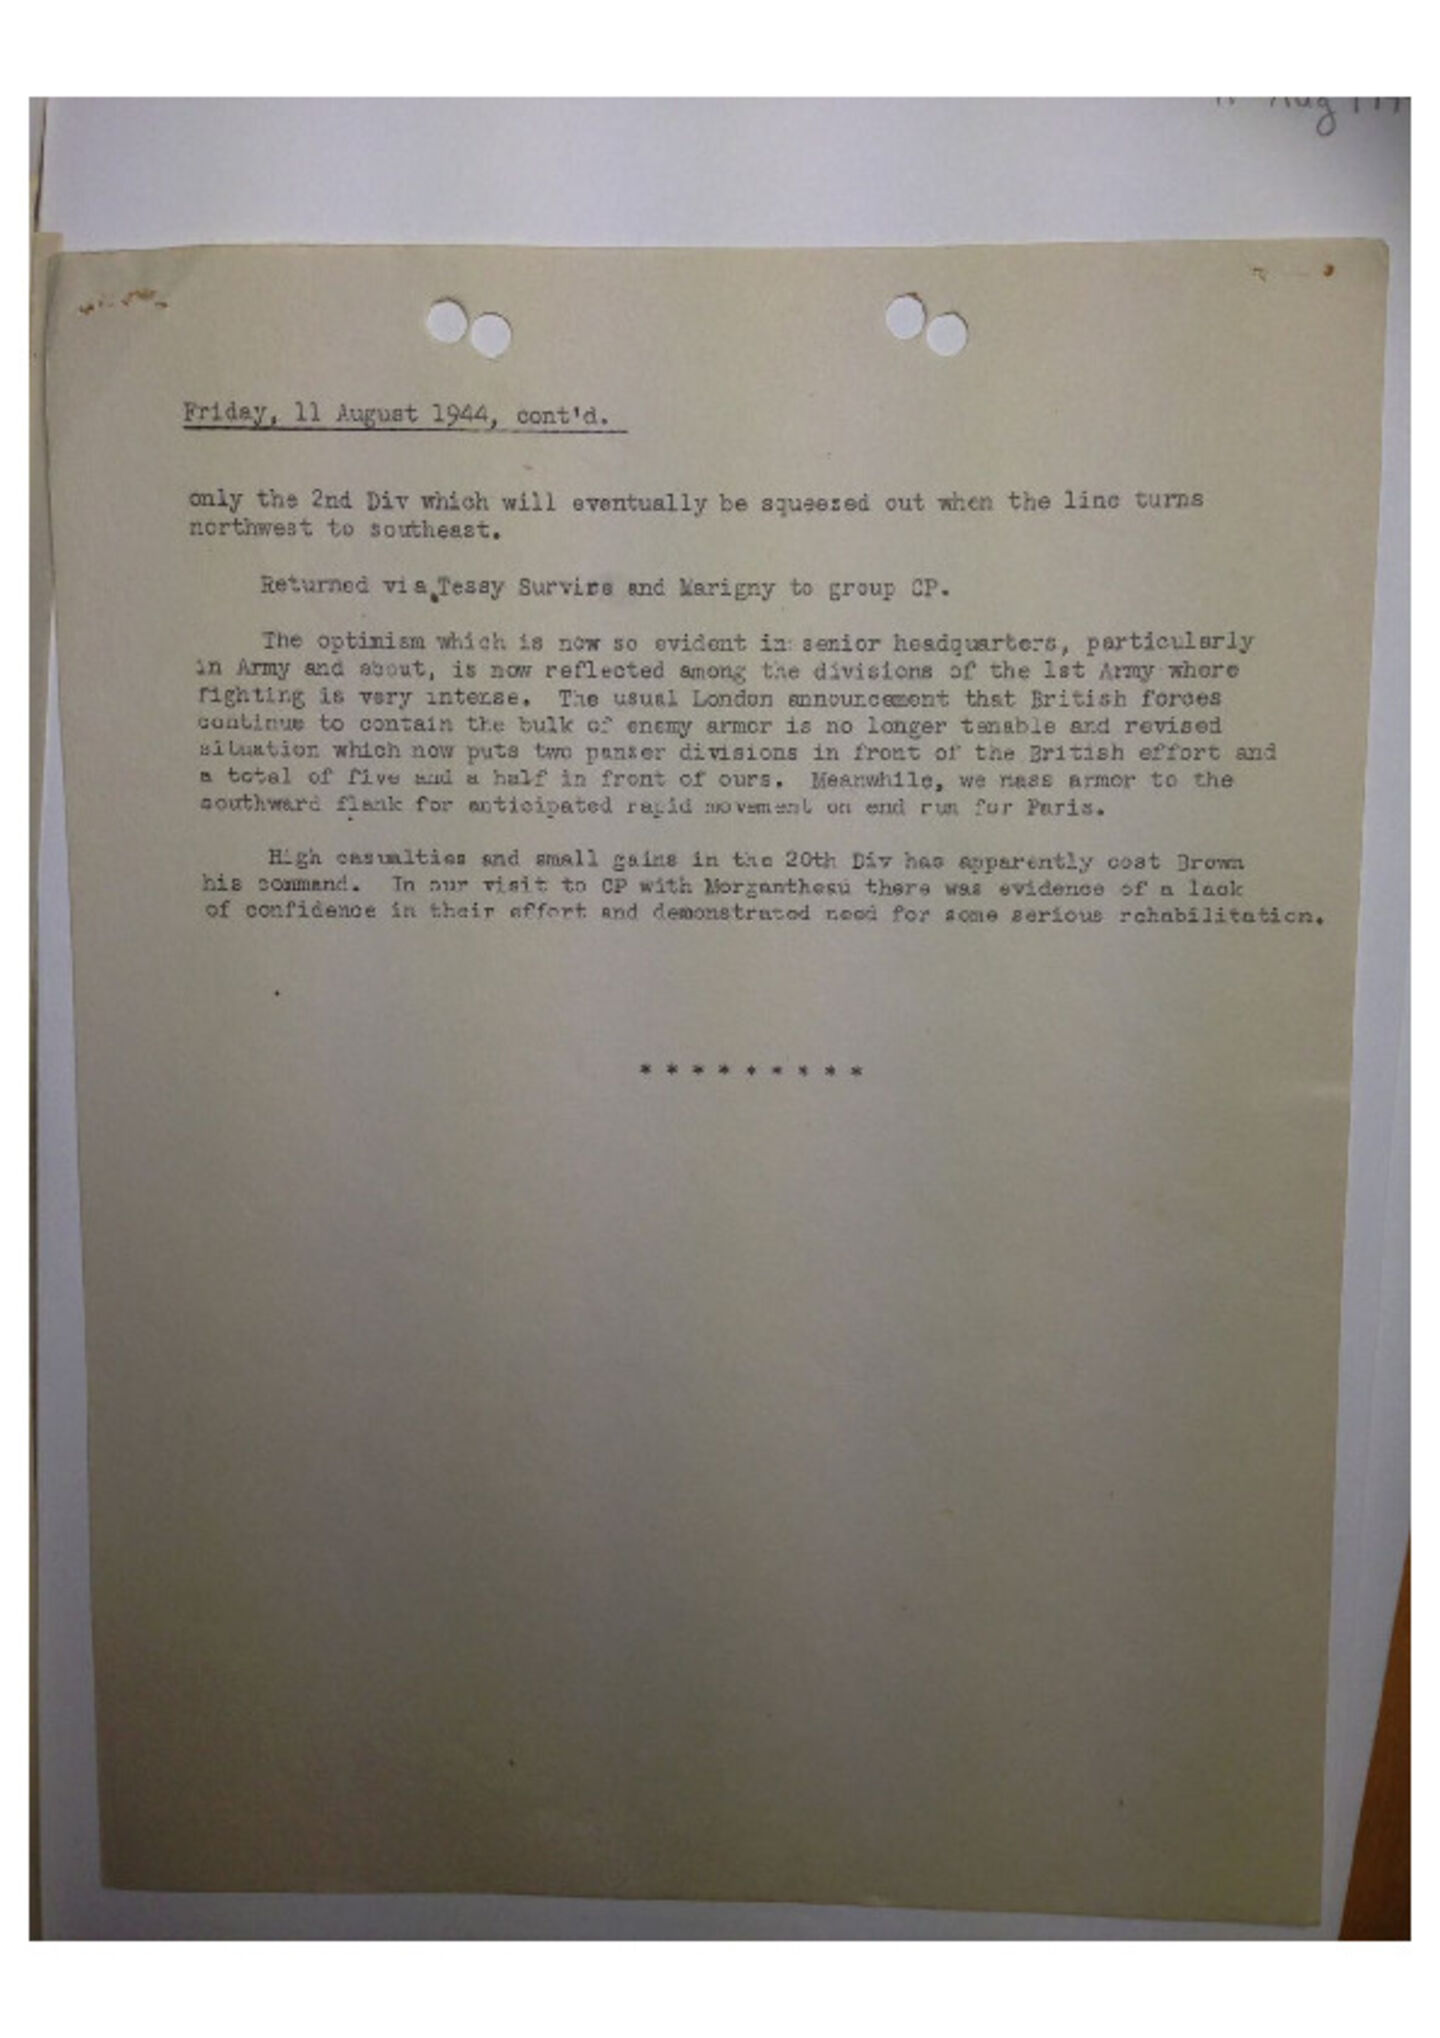 Aug
Friday, 11 August 1944, cont'd.
only the 2nd Div which will eventually be squeezed out when the line turns
northwest to southeast.
Returned via Tessy Survire and Marigny to group CP.
The optimism which is now so evident in senior headquarters, particularly
in Army and about, is now reflected among the divisions of the 1st Army where
fighting is very intense. The usual London announcement that British forces
continue to contain the bulk of enemy armor is no longer tenable and revised
situation which now puts two panzer divisions in front of the British effort and
a total of five and a half in front of ours. Meanwhile, we mass armor to the
southward flank for anticipated rapid movement on end run for Paris.
High casualties and small gains in the 28th Div has apparently cost Brown
his command. In our visit to CP with Morganthau there was evidence of a lack
of confidence in their effort and demonstrated need for some serious rehabilitation.
* * * * * * * * *